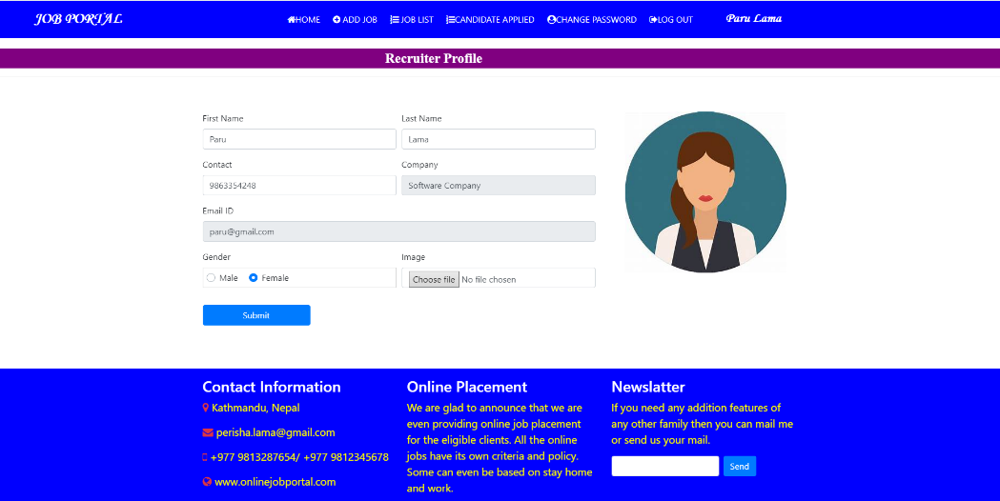 JOB PORTAL
HOME ADD JOB JOB LIST CANDIDATE APPLIED CHANGE PASSWORD LOG OUT Paru Lama
Recruiter Profile
First Name Last Name
Paru Lama
Contact Company
9863354248 Software Company
Email ID
paru@gmail.com
Gender Image
Male Female Choose file No file chosen
Submit
Contact Information
Kathmandu, Nepal
perisha.lama@gmail.com
+977 9813287654/ +977 9812345678
www.onlinejobportal.com
Online Placement
We are glad to announce that we are
even providing online job placement
for the eligible clients. All the online
jobs have its own criteria and policy.
Some can even be based on stay home
and work.
Newslatter
If you need any addition features of
any other family then you can mail me
or send us your mail.
Send